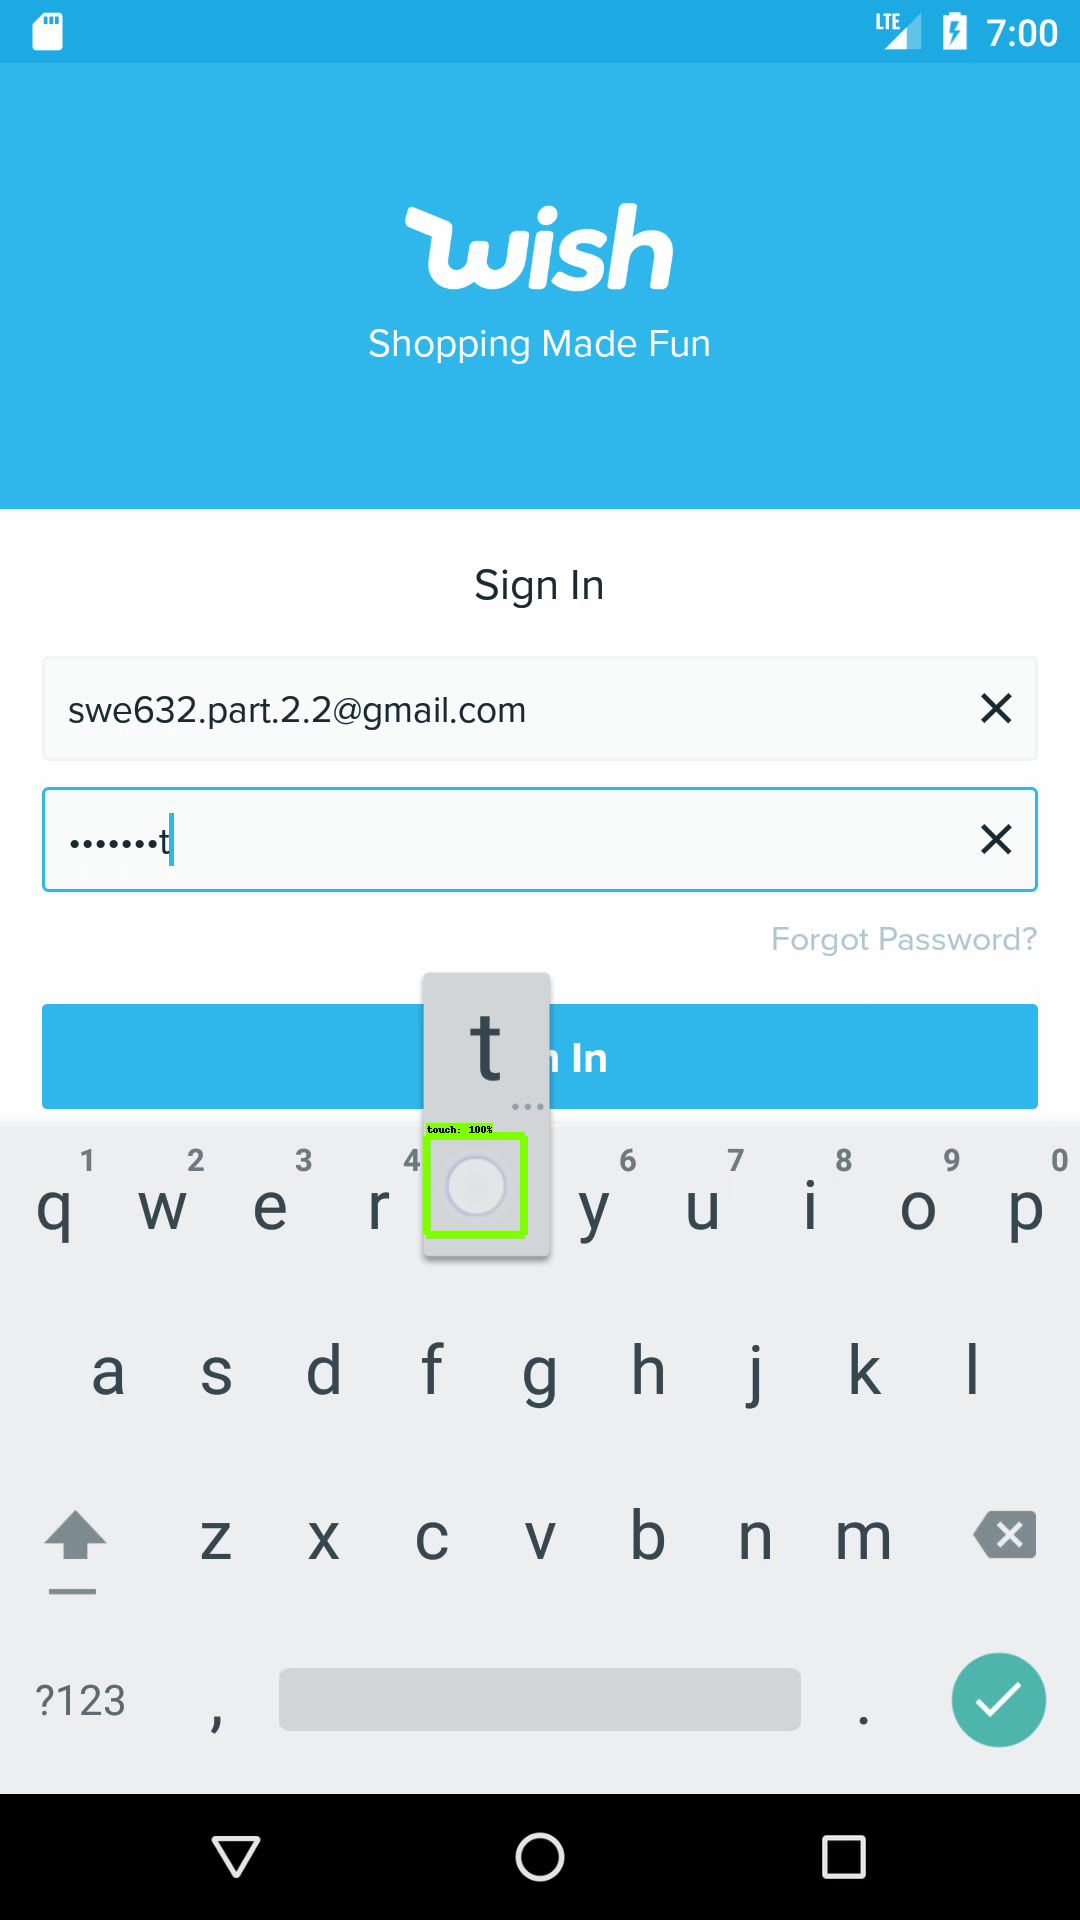 LTE 7:00
wish
Shopping Made Fun
Sign In
swe632.part.2.2@gmail.com
•••••••t
Forgot Password?
t
n In
...
touch: 100%
1 2 3 4 6 7 8 9 0
q w e r y u i o p
a s d f g h j k l
z x c v b n m
?123 , .